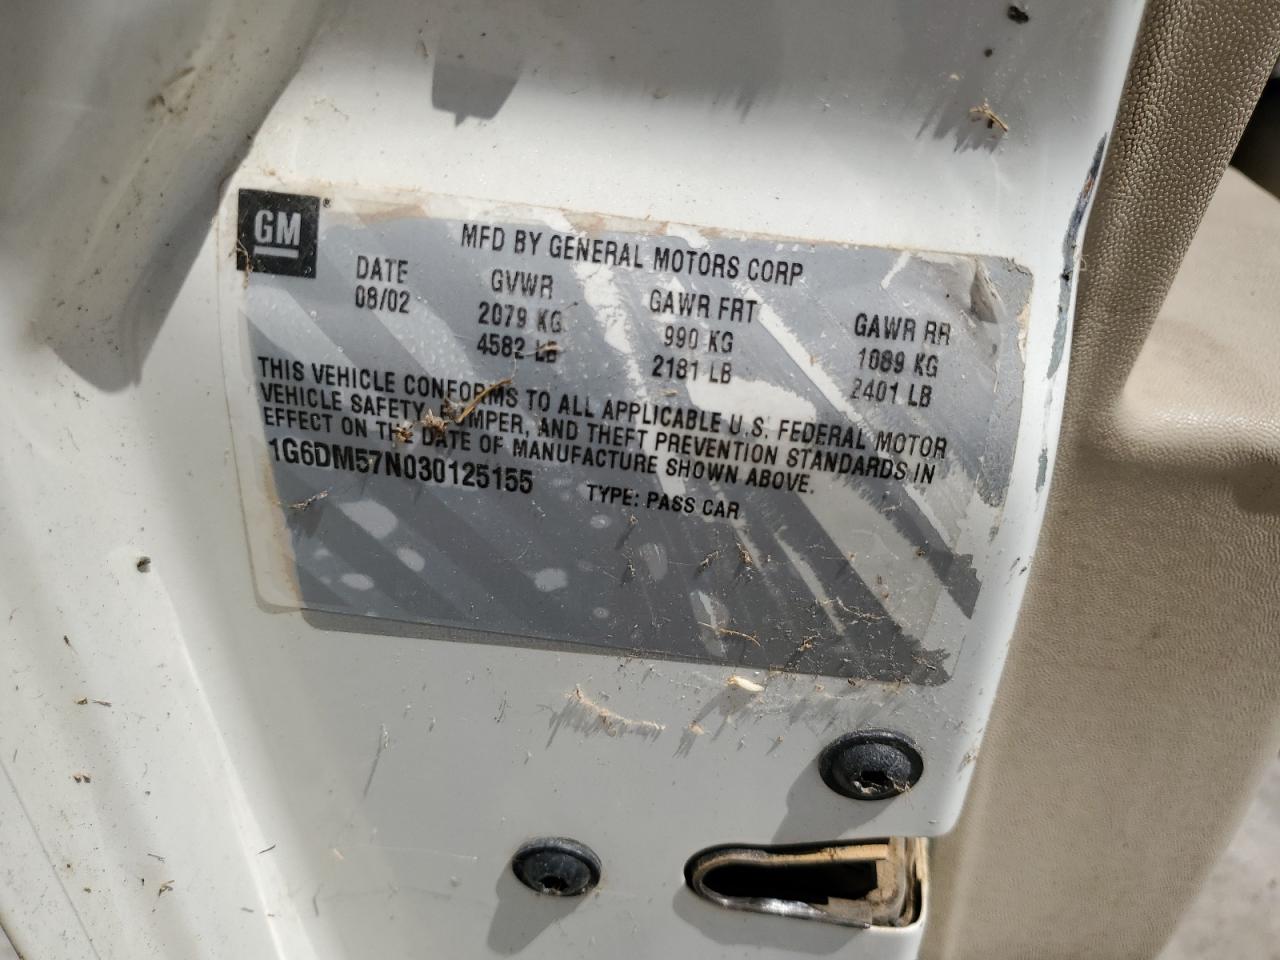 GM®
MFD BY GENERAL MOTORS CORP
DATE GVWR GAWR FRT GAWR RR
08/02 2079 KG 990 KG 1089 KG
4582 LB 2181 LB 2401 LB
THIS VEHICLE CONFORMS TO ALL APPLICABLE U.S. FEDERAL MOTOR
VEHICLE SAFETY, BUMPER, AND THEFT PREVENTION STANDARDS IN
EFFECT ON THE DATE OF MANUFACTURE SHOWN ABOVE.
1G6DM57N030125155 TYPE: PASS CAR